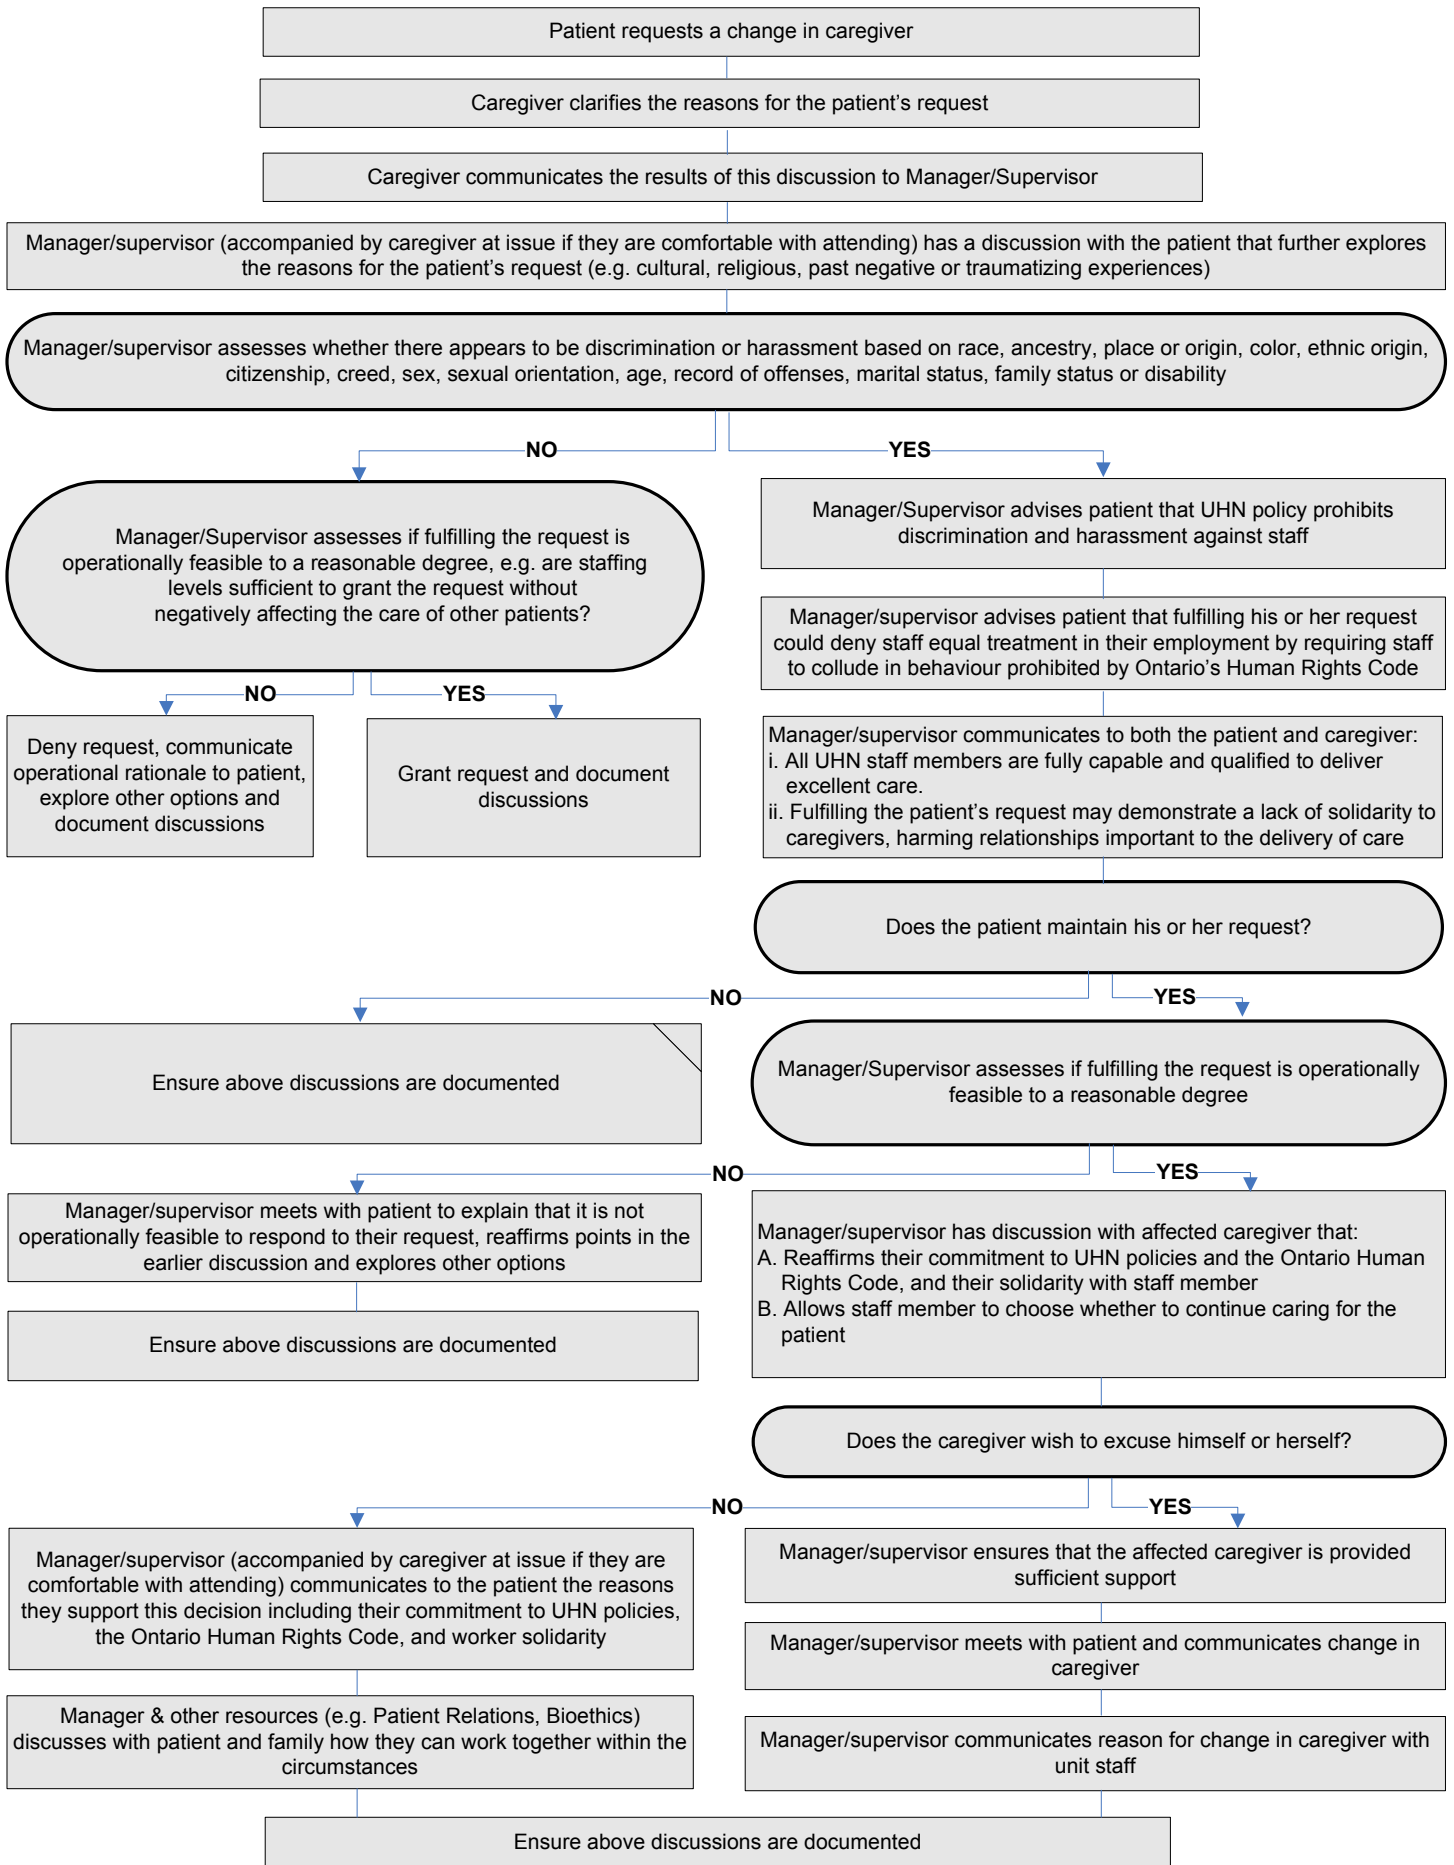 Patient requests a change in caregiver
Caregiver clarifies the reasons for the patient's request
Caregiver communicates the results of this discussion to Manager/Supervisor
Manager/supervisor (accompanied by caregiver at issue if they are comfortable with attending) has a discussion with the patient that further explores
the reasons for the patient's request (e.g. cultural, religious, past negative or traumatizing experiences)
Manager/supervisor assesses whether there appears to be discrimination or harassment based on race, ancestry, place or origin, color, ethnic origin,
citizenship, creed, sex, sexual orientation, age, record of offenses, marital status, family status or disability
NO
YES
Manager/Supervisor assesses if fulfilling the request is
operationally feasible to a reasonable degree, e.g. are staffing
levels sufficient to grant the request without
negatively affecting the care of other patients?
Manager/Supervisor advises patient that UHN policy prohibits
discrimination and harassment against staff
Manager/supervisor advises patient that fulfilling his or her request
could deny staff equal treatment in their employment by requiring staff
to collude in behaviour prohibited by Ontario's Human Rights Code
NO
YES
Deny request, communicate
operational rationale to patient,
explore other options and
document discussions
Grant request and document
discussions
Manager/supervisor communicates to both the patient and caregiver:
i. All UHN staff members are fully capable and qualified to deliver
excellent care.
ii. Fulfilling the patient's request may demonstrate a lack of solidarity to
caregivers, harming relationships important to the delivery of care
Does the patient maintain his or her request?
NO
YES
Ensure above discussions are documented
Manager/Supervisor assesses if fulfilling the request is operationally
feasible to a reasonable degree
NO
YES
Manager/supervisor meets with patient to explain that it is not
operationally feasible to respond to their request, reaffirms points in the
earlier discussion and explores other options
Ensure above discussions are documented
Manager/supervisor has discussion with affected caregiver that:
A. Reaffirms their commitment to UHN policies and the Ontario Human
Rights Code, and their solidarity with staff member
B. Allows staff member to choose whether to continue caring for the
patient
Does the caregiver wish to excuse himself or herself?
NO
YES
Manager/supervisor (accompanied by caregiver at issue if they are
comfortable with attending) communicates to the patient the reasons
they support this decision including their commitment to UHN policies,
the Ontario Human Rights Code, and worker solidarity
Manager & other resources (e.g. Patient Relations, Bioethics)
discusses with patient and family how they can work together within the
circumstances
Manager/supervisor ensures that the affected caregiver is provided
sufficient support
Manager/supervisor meets with patient and communicates change in
caregiver
Manager/supervisor communicates reason for change in caregiver with
unit staff
Ensure above discussions are documented